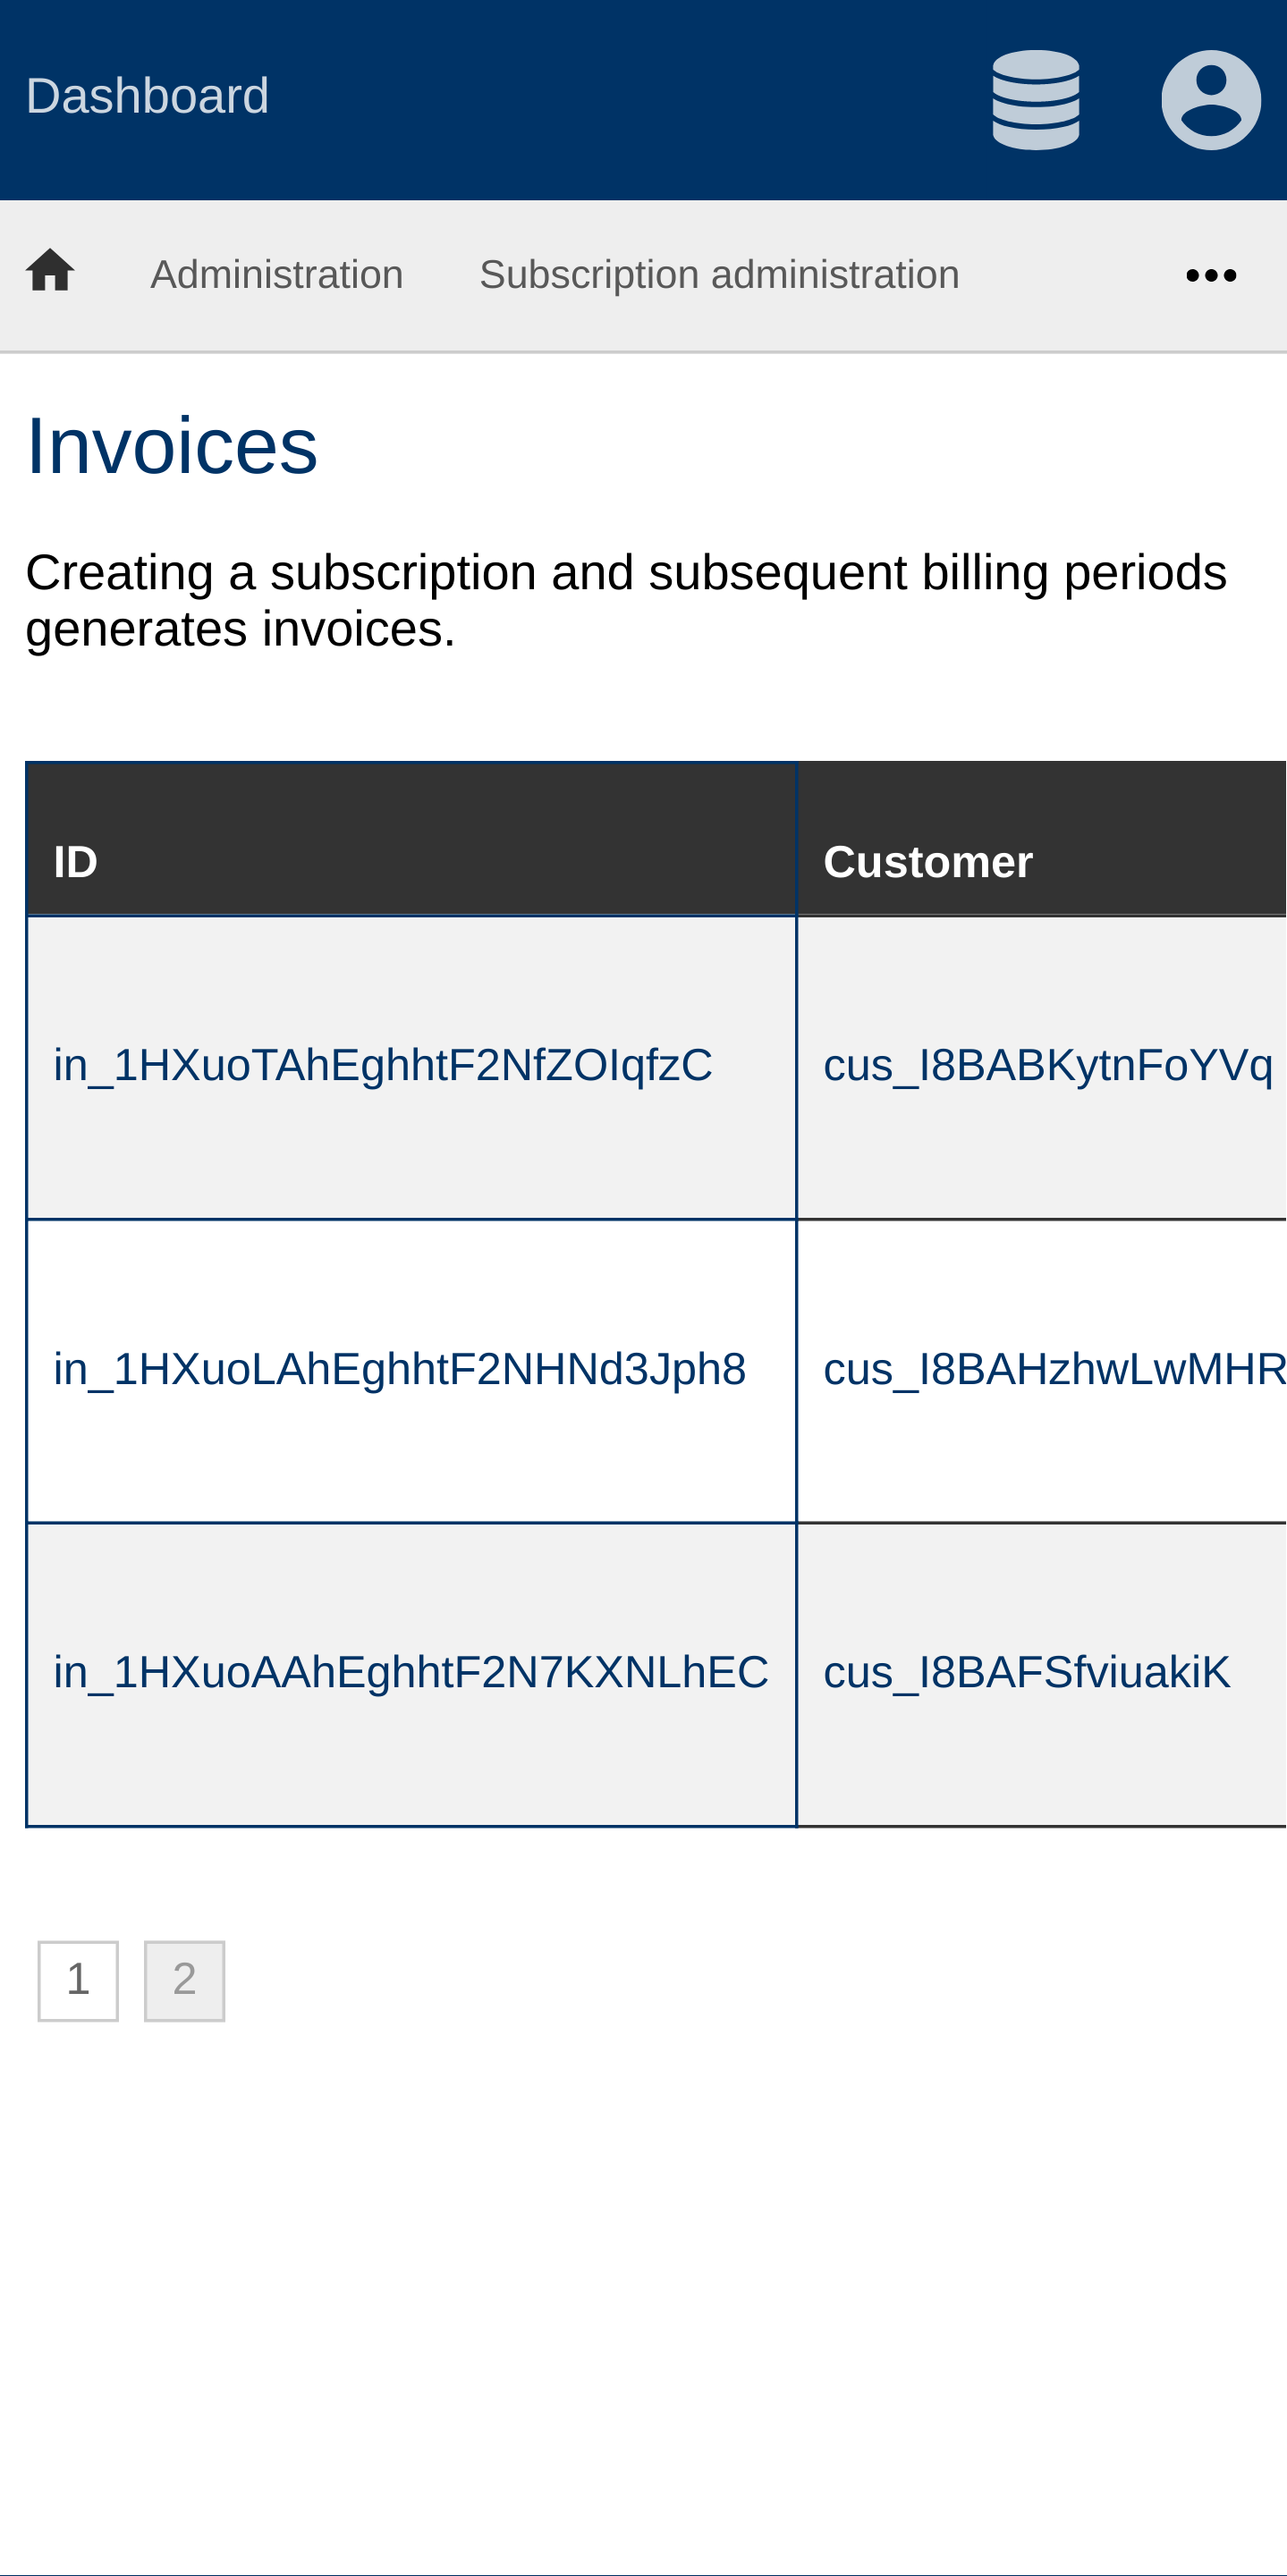 Dashboard
Administration Subscription administration
Invoices
Creating a subscription and subsequent billing periods
generates invoices.
ID Customer
in_1HXuoTAhEghhtF2NfZOIqfzC cus_I8BABKytnFoYVq
in_1HXuoLAhEghhtF2NHNd3Jph8 cus_I8BAHzhwLwMHR
in_1HXuoAAhEghhtF2N7KXNLhEC cus_I8BAFSfviuakiK
1 2